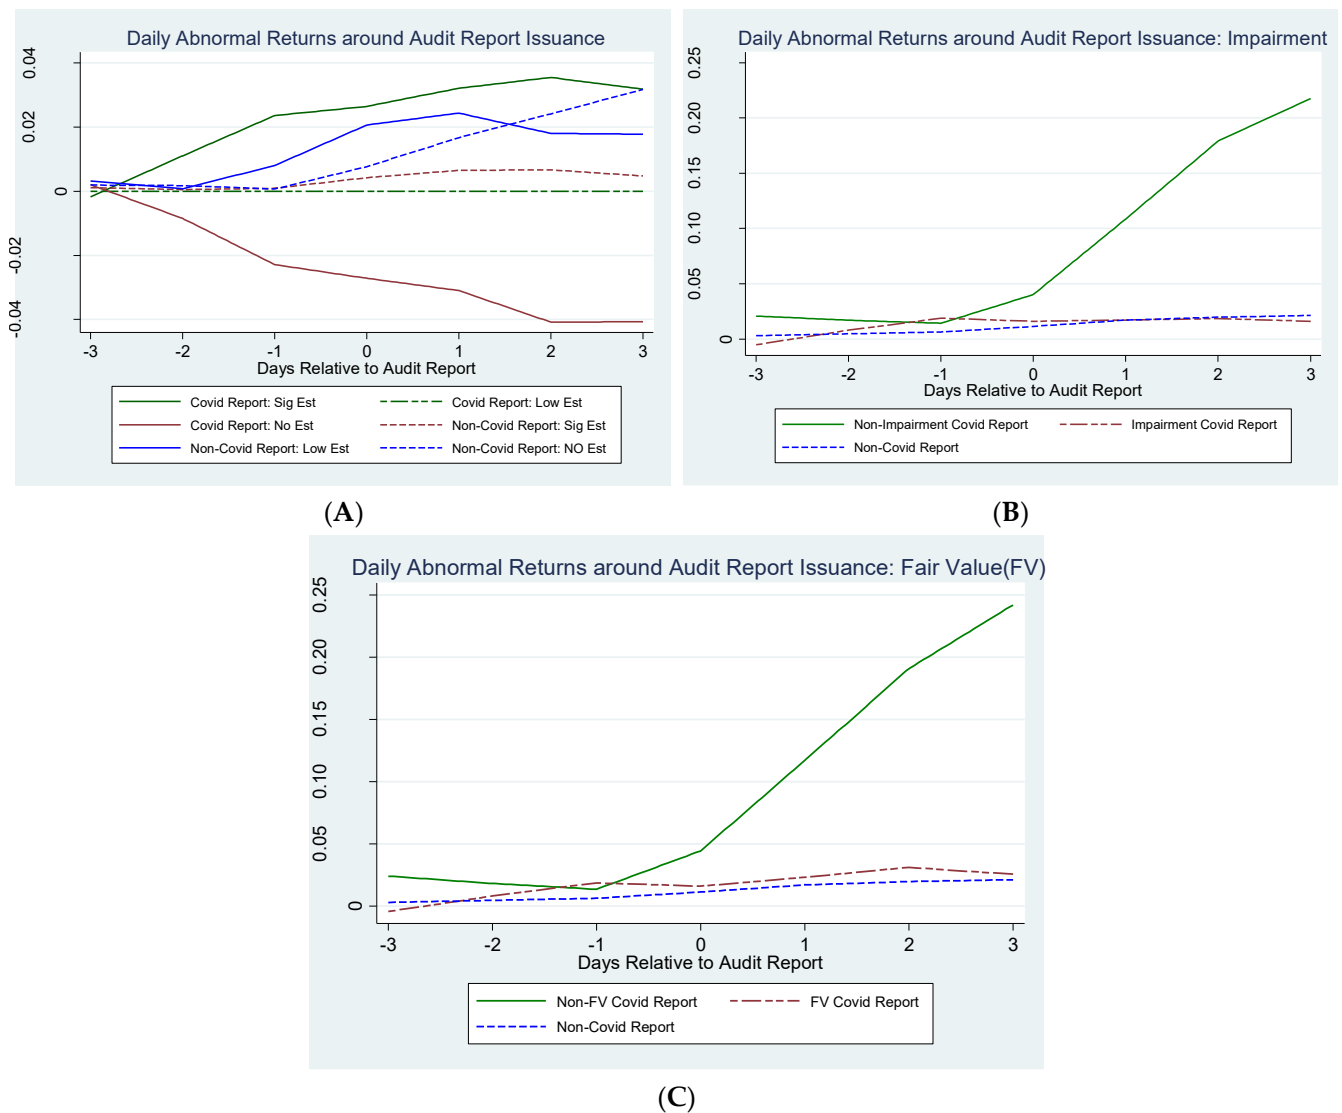 Daily Abnormal Returns around Audit Report Issuance
0.04
0.02
0
-0.02
-0.04
-3 -2 -1 0 1 2 3
Days Relative to Audit Report
Covid Report: Sig Est Covid Report: Low Est
Covid Report: No Est Non-Covid Report: Sig Est
Non-Covid Report: Low Est Non-Covid Report: NO Est
(A)
Daily Abnormal Returns around Audit Report Issuance: Impairment
0.25
0.20
0.15
0.10
0.05
0
-3 -2 -1 0 1 2 3
Days Relative to Audit Report
Non-Impairment Covid Report Impairment Covid Report
Non-Covid Report
(B)
Daily Abnormal Returns around Audit Report Issuance: Fair Value(FV)
0.25
0.20
0.15
0.10
0.05
0
-3 -2 -1 0 1 2 3
Days Relative to Audit Report
Non-FV Covid Report FV Covid Report
Non-Covid Report
(C)